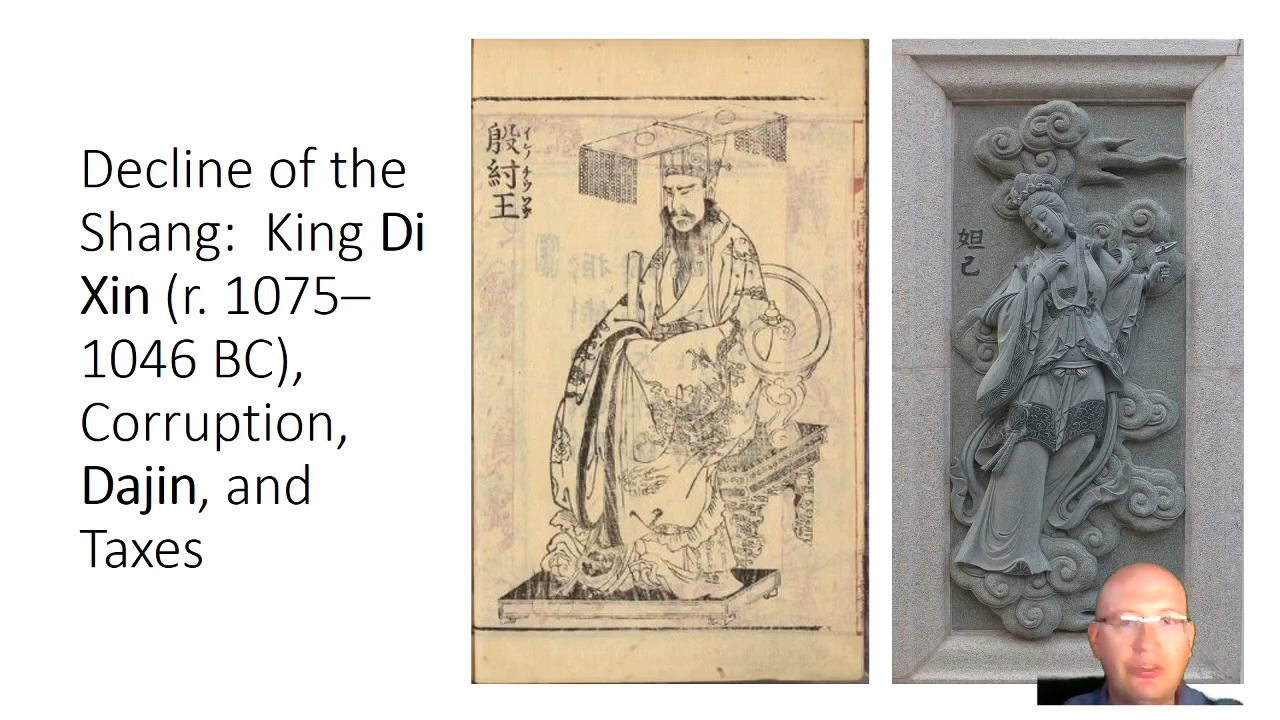 Decline of the
Shang:  King Di
Xin (r. 1075–
1046 BC),
Corruption,
Dajin, and
Taxes
殷紂王
妲己